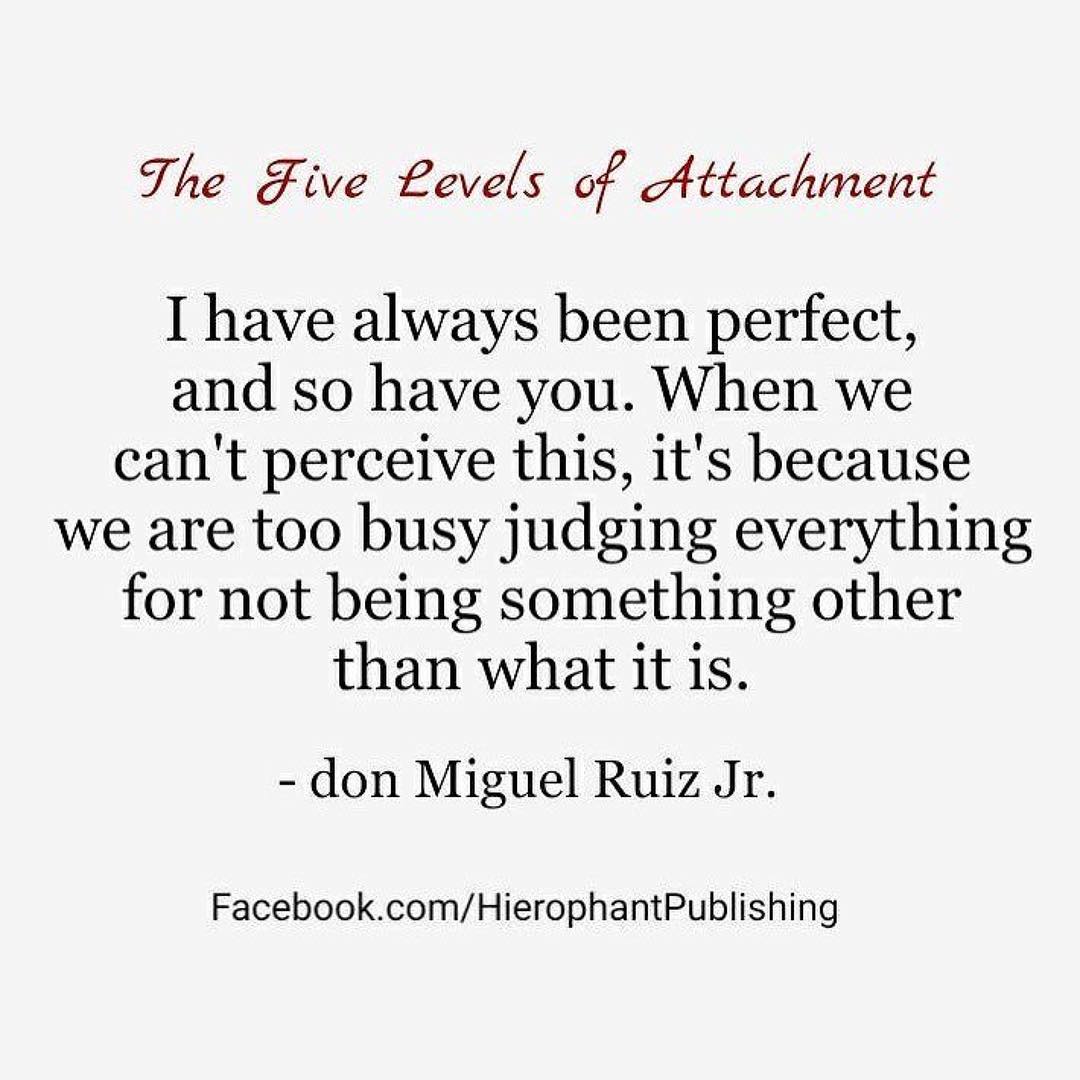 The Five Levels of Attachment
I have always been perfect,
and so have you. When we
can't perceive this, it's because
we are too busy judging everything
for not being something other
than what it is.
- don Miguel Ruiz Jr.
Facebook.com/HierophantPublishing